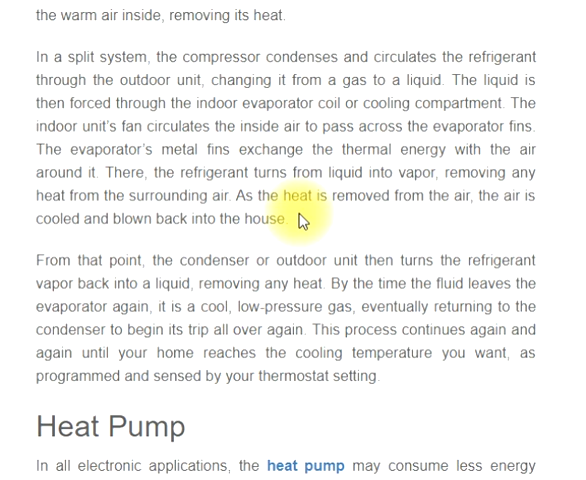 the warm air inside, removing its heat.
In a split system, the compressor condenses and circulates the refrigerant
through the outdoor unit, changing it from a gas to a liquid. The liquid is
then forced through the indoor evaporator coil or cooling compartment. The
indoor unit's fan circulates the inside air to pass across the evaporator fins.
The evaporator's metal fins exchange the thermal energy with the air
around it. There, the refrigerant turns from liquid into vapor, removing any
heat from the surrounding air. As the heat is removed from the air, the air is
cooled and blown back into the house.
From that point, the condenser or outdoor unit then turns the refrigerant
vapor back into a liquid, removing any heat. By the time the fluid leaves the
evaporator again, it is a cool, low-pressure gas, eventually returning to the
condenser to begin its trip all over again. This process continues again and
again until your home reaches the cooling temperature you want, as
programmed and sensed by your thermostat setting.
Heat Pump
In all electronic applications, the heat pump may consume less energy